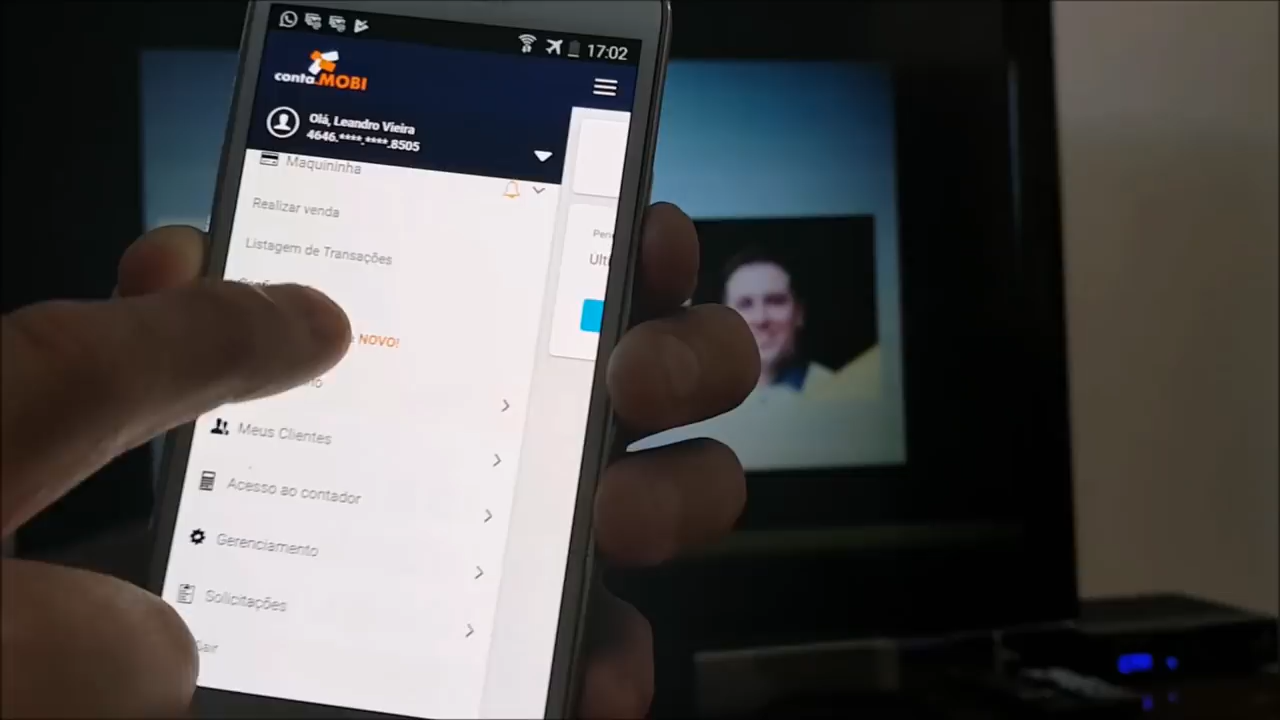 17:02
conta.MOBI
Olá, Leandro Vieira
4646.****.****.8505
Maquininha
Realizar venda
Listagem de Transações
NOVO!
Meus Clientes
Acesso ao contador
Gerenciamento
Solicitações